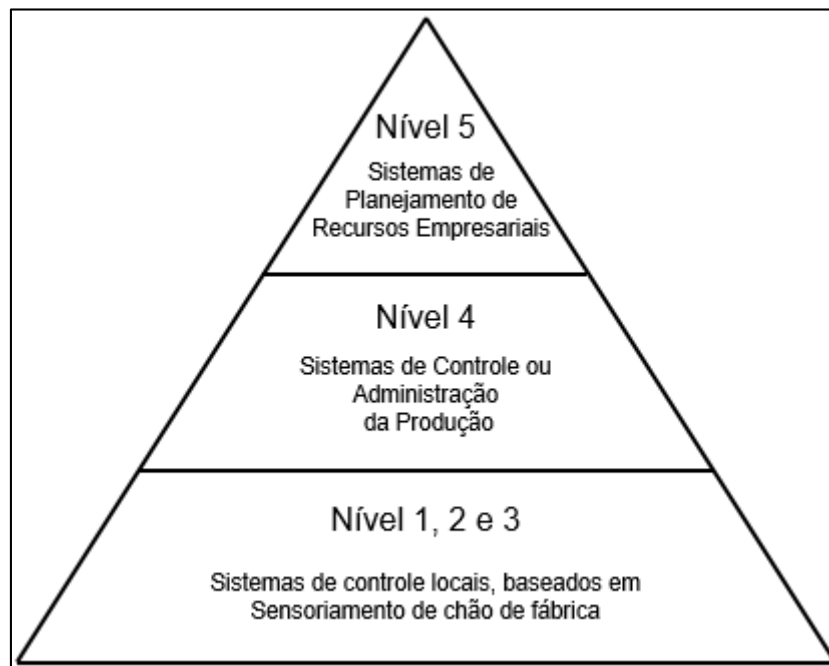 Nível 5
Sistemas de
Planejamento de
Recursos Empresariais
Nível 4
Sistemas de Controle ou
Administração
da Produção
Nível 1, 2 e 3
Sistemas de controle locais, baseados em
Sensoriamento de chão de fábrica